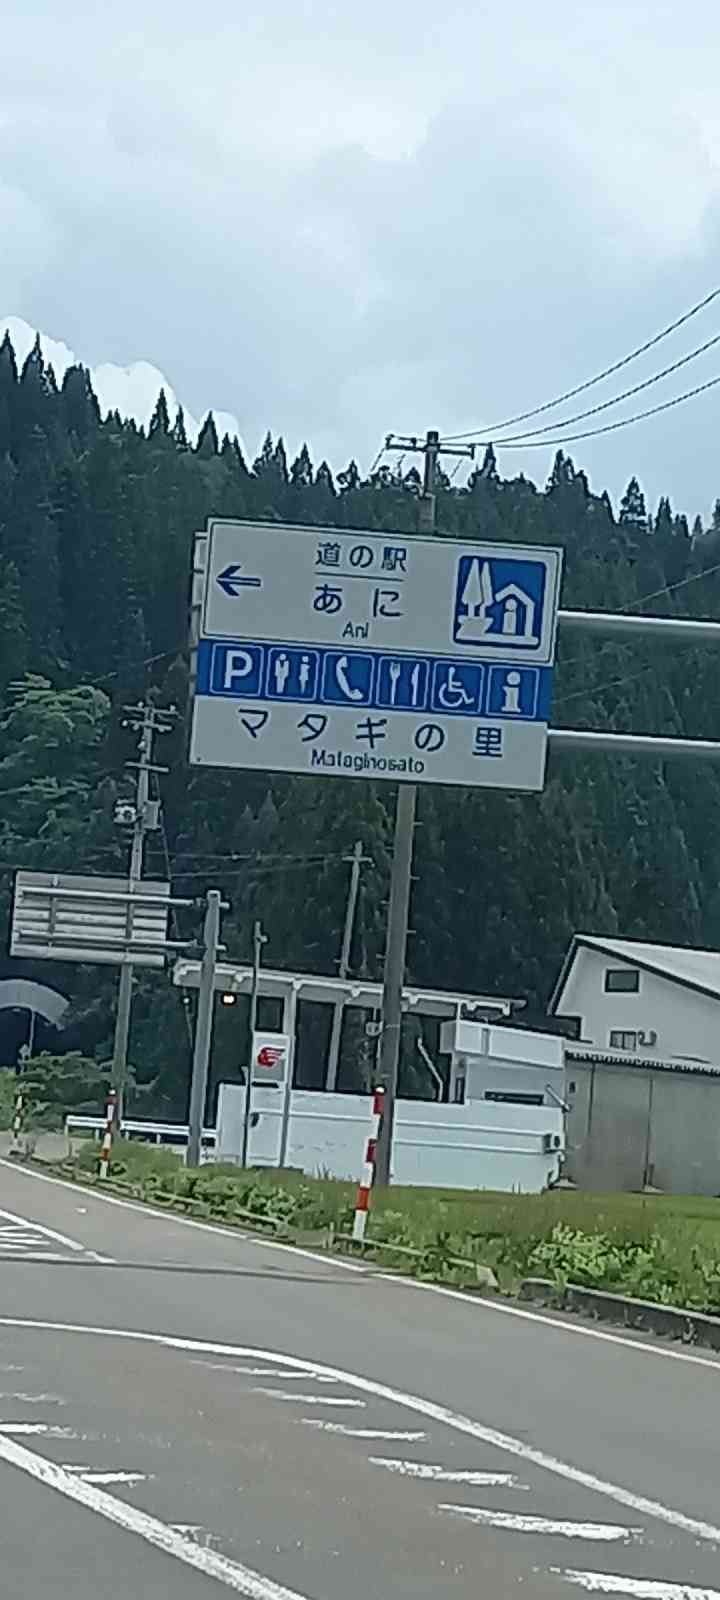 道の駅
あに
Ani
P
マタギの里
Mataginosato